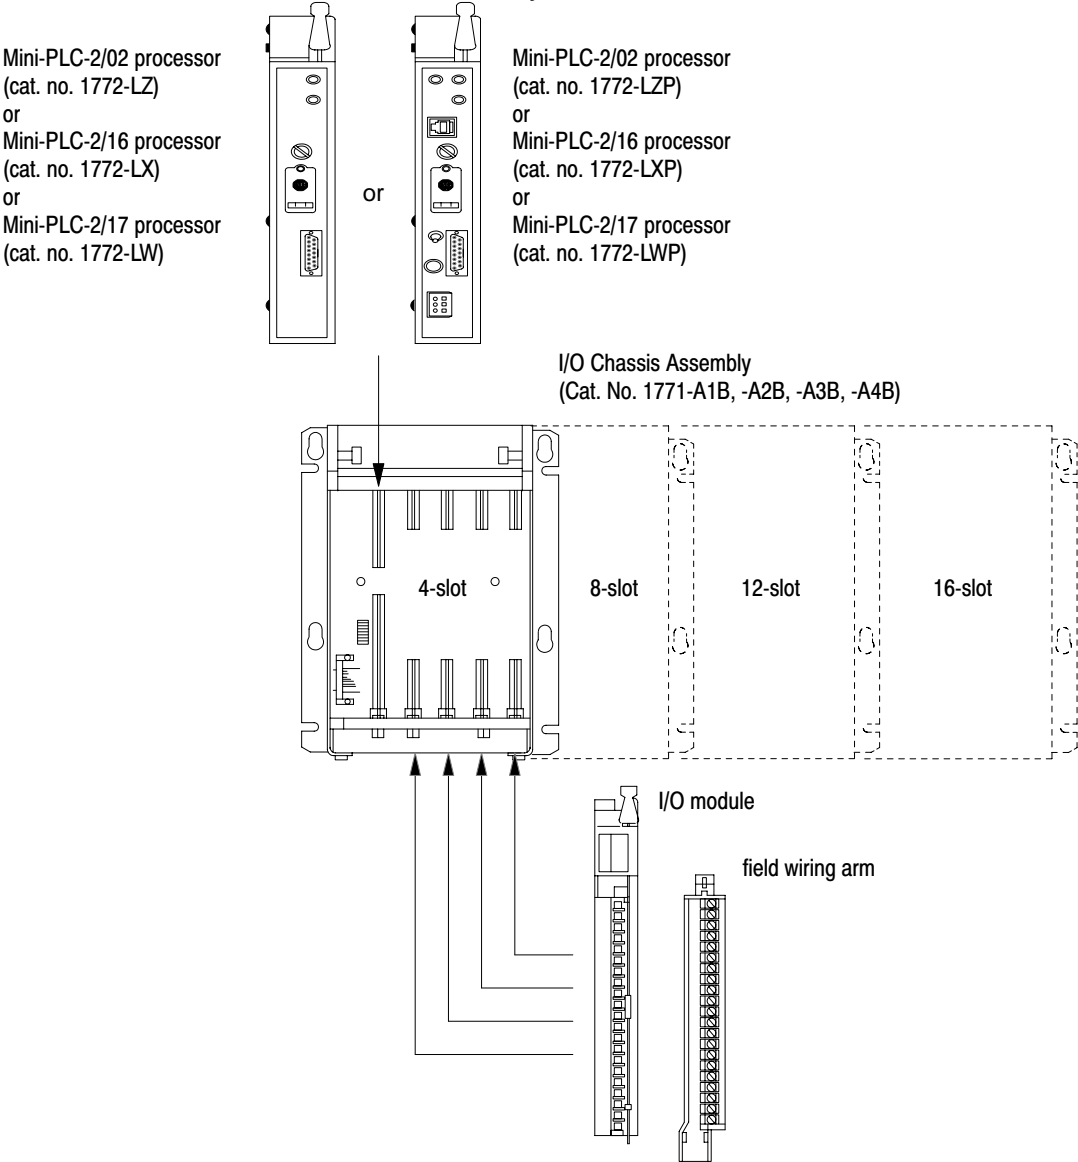 Mini-PLC-2/02 processor
(cat. no. 1772-LZ)
or
Mini-PLC-2/16 processor
(cat. no. 1772-LX)
or
Mini-PLC-2/17 processor
(cat. no. 1772-LW)
or
Mini-PLC-2/02 processor
(cat. no. 1772-LZP)
or
Mini-PLC-2/16 processor
(cat. no. 1772-LXP)
or
Mini-PLC-2/17 processor
(cat. no. 1772-LWP)
I/O Chassis Assembly
(Cat. No. 1771-A1B, -A2B, -A3B, -A4B)
4-slot
8-slot
12-slot
16-slot
I/O module
field wiring arm